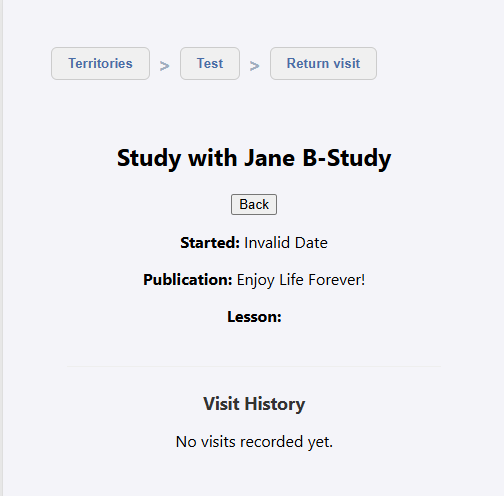 Territories > Test > Return visit
Study with Jane B-Study
Back
Started: Invalid Date
Publication: Enjoy Life Forever!
Lesson:
Visit History
No visits recorded yet.